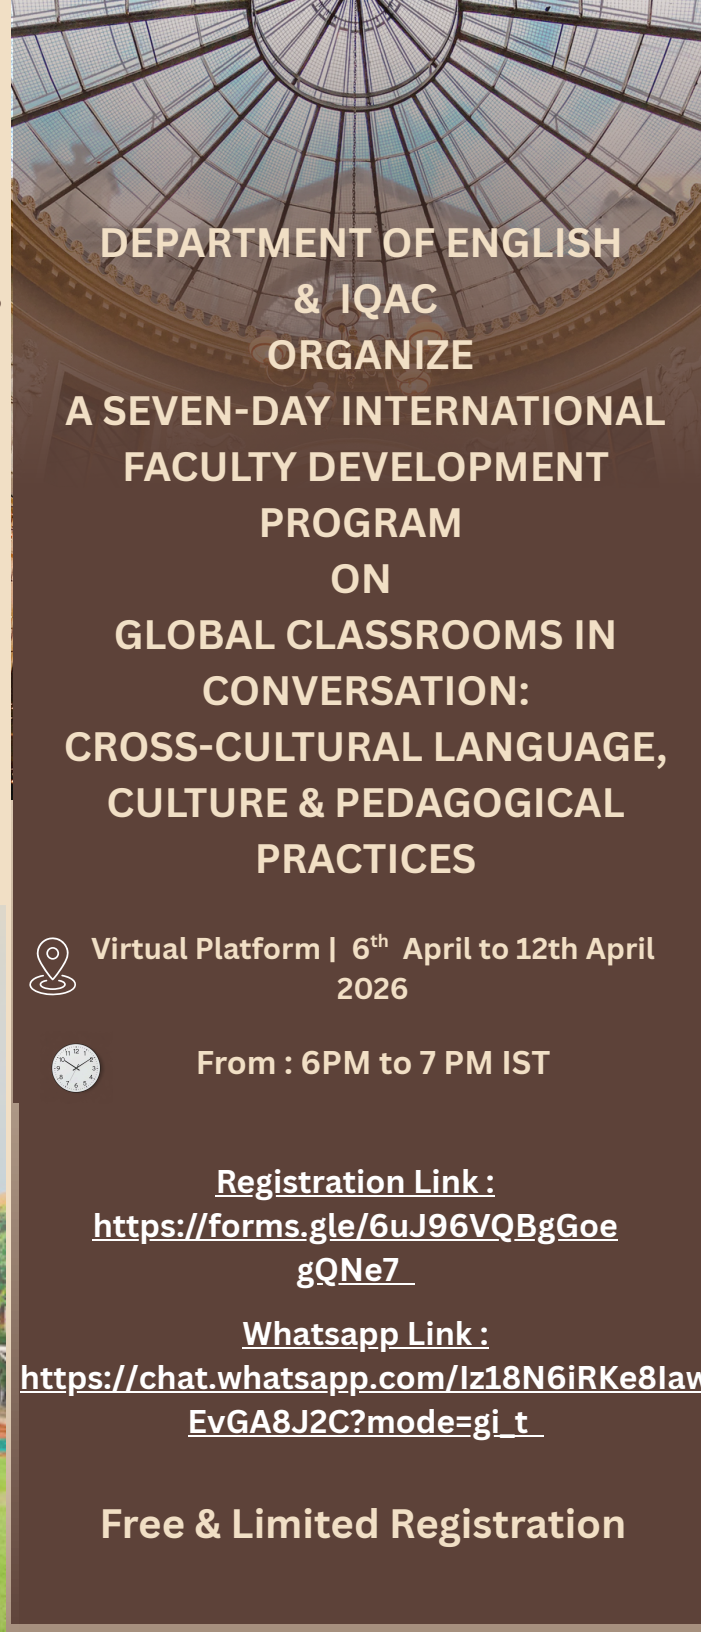 DEPARTMENT OF ENGLISH
& IQAC
ORGANIZE
A SEVEN-DAY INTERNATIONAL
FACULTY DEVELOPMENT
PROGRAM
ON
GLOBAL CLASSROOMS IN
CONVERSATION:
CROSS-CULTURAL LANGUAGE,
CULTURE & PEDAGOGICAL
PRACTICES
Virtual Platform | 6th April to 12th April
2026
From : 6PM to 7 PM IST
Registration Link :
https://forms.gle/6uJ96VQBgGoe
gQNe7
Whatsapp Link :
https://chat.whatsapp.com/Iz18N6iRKe8Iaw
EvGA8J2C?mode=gi_t
Free & Limited Registration